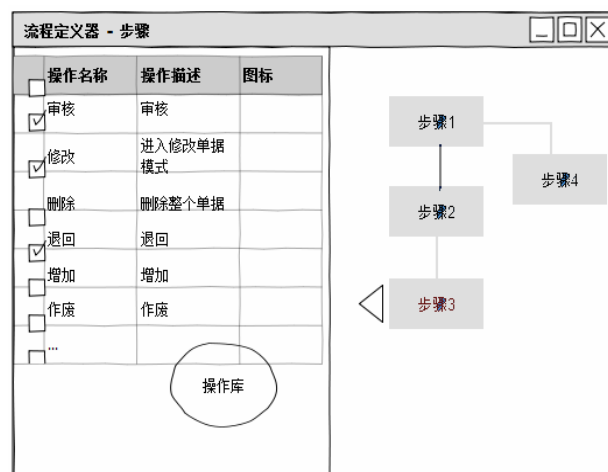 流程定义器 - 步骤
操作名称 操作描述 图标
审核 审核
修改 进入修改单据
模式
删除 删除整个单据
退回 退回
增加 增加
作废 作废
...
操作库
步骤1
步骤4
步骤2
步骤3